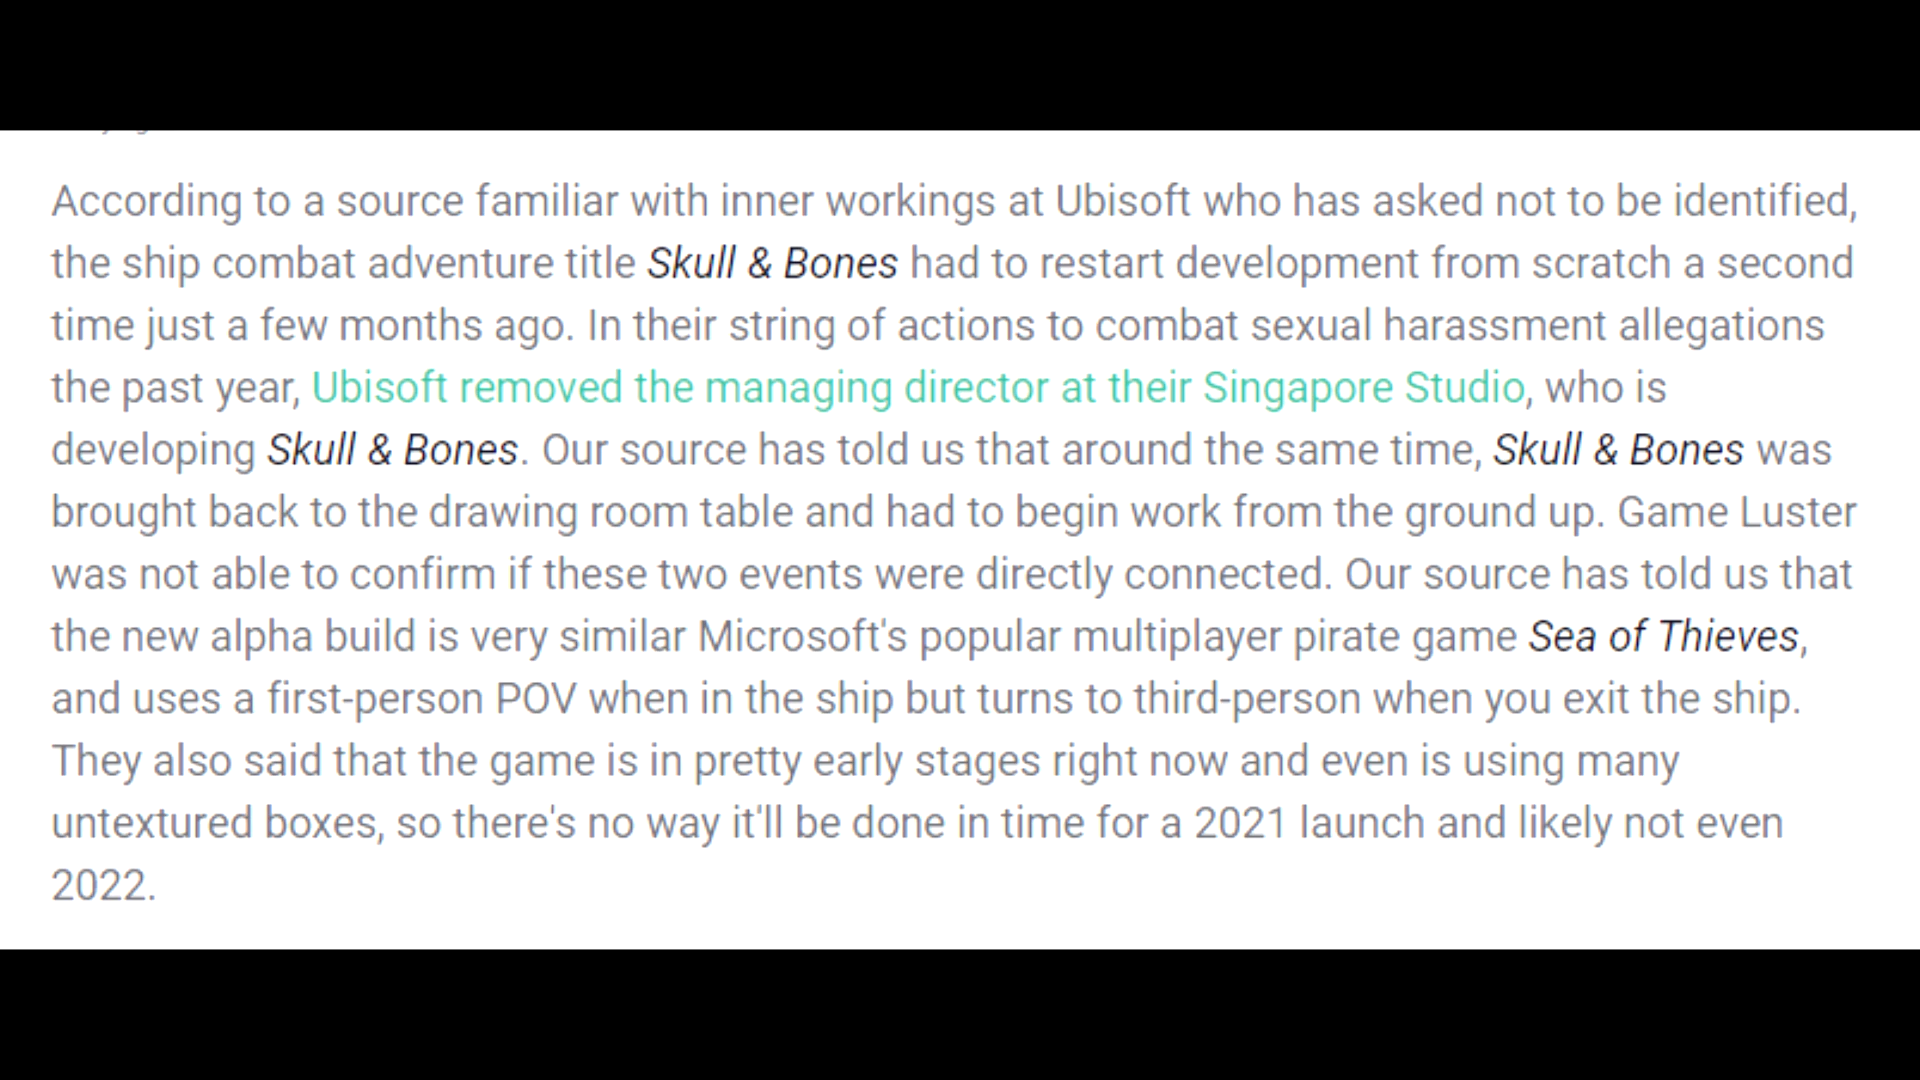 According to a source familiar with inner workings at Ubisoft who has asked not to be identified,
the ship combat adventure title Skull & Bones had to restart development from scratch a second
time just a few months ago. In their string of actions to combat sexual harassment allegations
the past year, Ubisoft removed the managing director at their Singapore Studio, who is
developing Skull & Bones. Our source has told us that around the same time, Skull & Bones was
brought back to the drawing room table and had to begin work from the ground up. Game Luster
was not able to confirm if these two events were directly connected. Our source has told us that
the new alpha build is very similar Microsoft's popular multiplayer pirate game Sea of Thieves,
and uses a first-person POV when in the ship but turns to third-person when you exit the ship.
They also said that the game is in pretty early stages right now and even is using many
untextured boxes, so there's no way it'll be done in time for a 2021 launch and likely not even
2022.